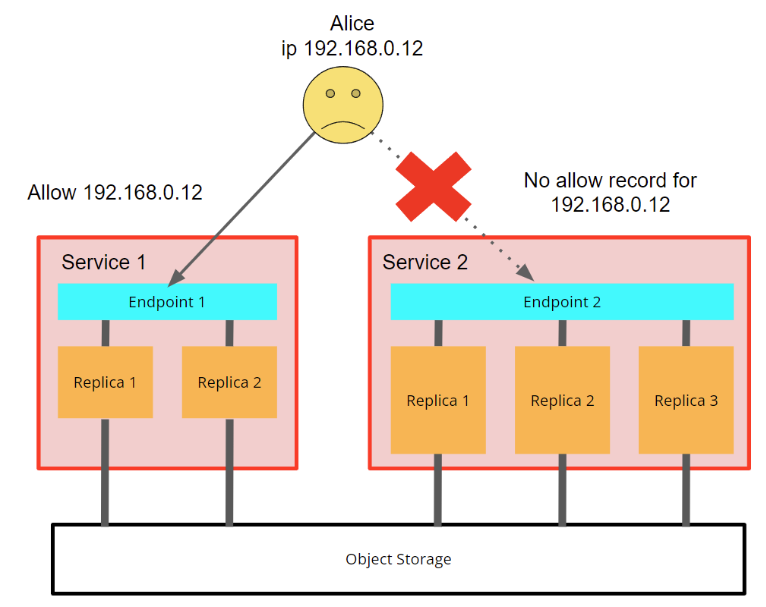 Alice
ip 192.168.0.12
Allow 192.168.0.12
No allow record for
192.168.0.12
Service 1
Endpoint 1
Replica 1
Replica 2
Service 2
Endpoint 2
Replica 1
Replica 2
Replica 3
Object Storage